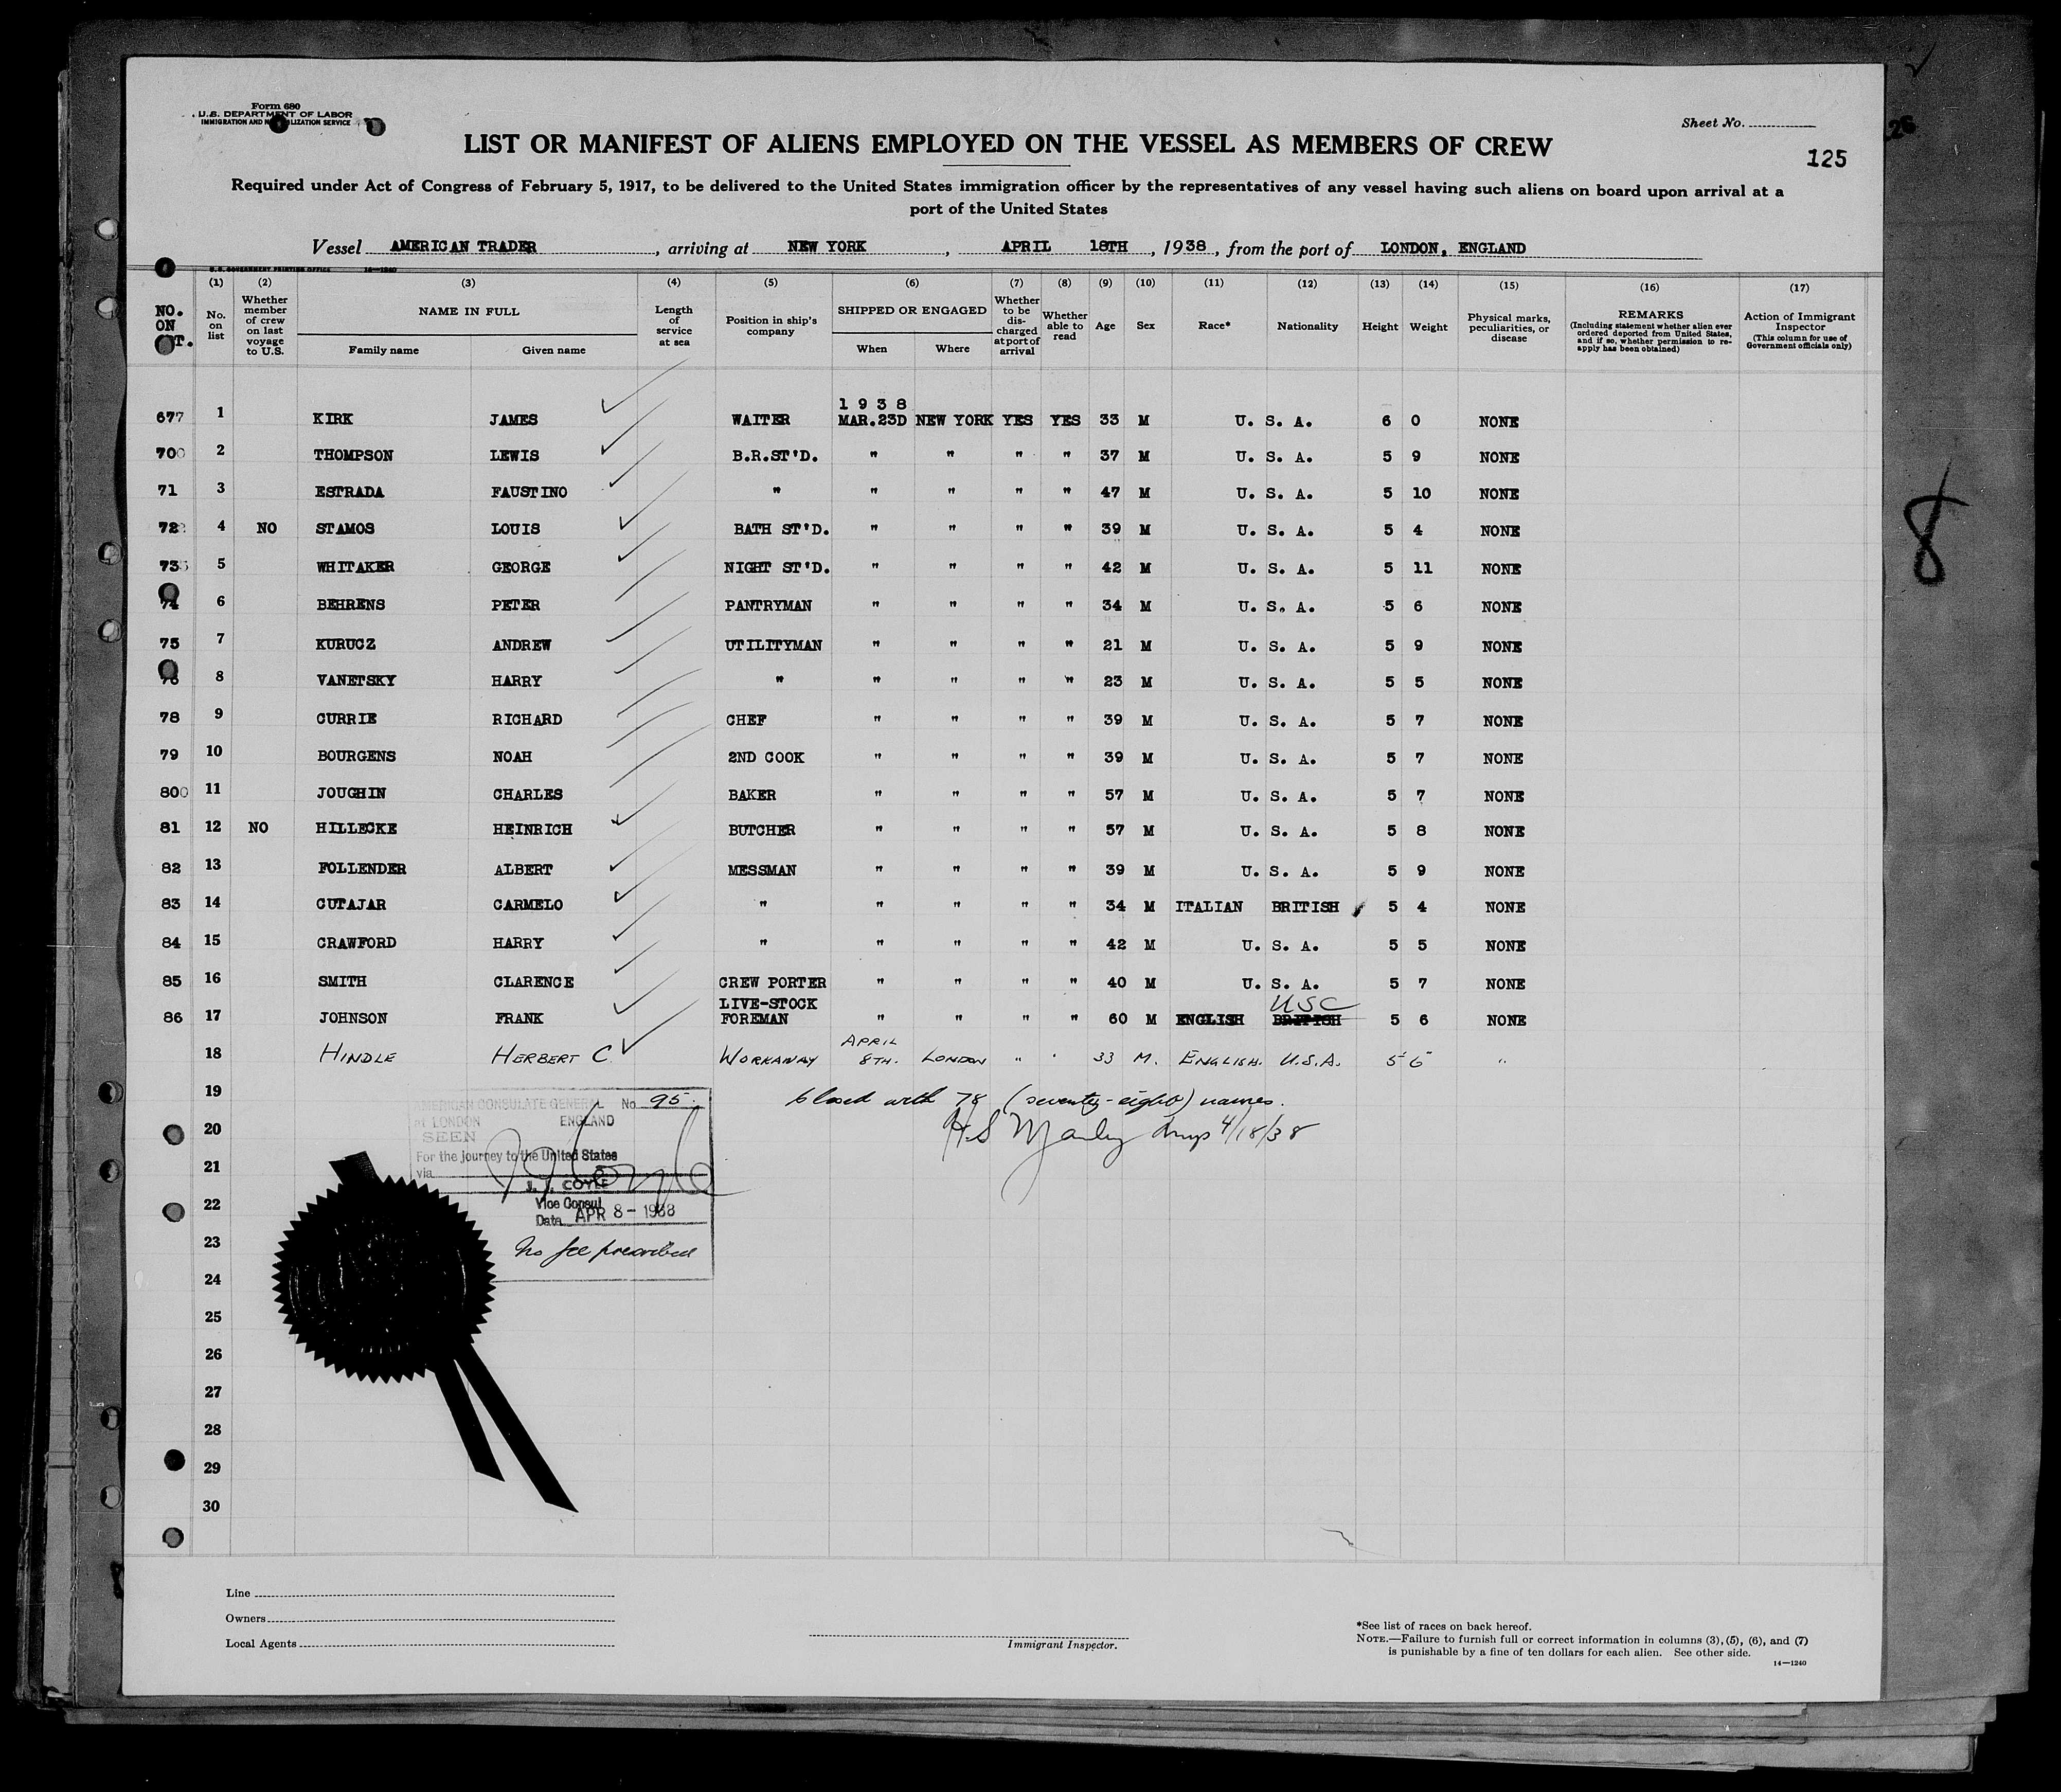 Form 680
U.S. DEPARTMENT OF LABOR
IMMIGRATION AND NATURALIZATION SERVICE
Sheet No.
LIST OR MANIFEST OF ALIENS EMPLOYED ON THE VESSEL AS MEMBERS OF CREW
125
Required under Act of Congress of February 5, 1917, to be delivered to the United States immigration officer by the representatives of any vessel having such aliens on board upon arrival at a
port of the United States
Vessel AMERICAN TRADER, arriving at NEW YORK, APRIL 18TH, 1938, from the port of LONDON, ENGLAND
U.S. GOVERNMENT PRINTING OFFICE 14—1240
NO. ON (1) No. on list (2) Whether member of crew on last voyage to U.S. (3) NAME IN FULL Family name Given name (4) Length of service at sea (5) Position in ship's company (6) SHIPPED OR ENGAGED When Where (7) Whether to be discharged at port of arrival (8) Whether able to read (9) Age (10) Sex (11) Race* (12) Nationality (13) Height (14) Weight (15) Physical marks, peculiarities, or disease (16) REMARKS (Including statement whether alien ever ordered deported from United States, and if so, whether permission to reapply has been obtained) (17) Action of Immigrant Inspector (This column for use of Government officials only)
1938
677 1 KIRK JAMES WAITER MAR.23D NEW YORK YES YES 33 M U. S. A. 6 0 NONE
700 2 THOMPSON LEWIS B.R.ST'D. " " " " 37 M U. S. A. 5 9 NONE
71 3 ESTRADA FAUSTINO " " " " " 47 M U. S. A. 5 10 NONE
72 4 NO STAMOS LOUIS BATH ST'D. " " " " 39 M U. S. A. 5 4 NONE
73 5 WHITAKER GEORGE NIGHT ST'D. " " " " 42 M U. S. A. 5 11 NONE
74 6 BEHRENS PETER PANTRYMAN " " " " 34 M U. S. A. 5 6 NONE
75 7 KURUCZ ANDREW UTILITYMAN " " " " 21 M U. S. A. 5 9 NONE
76 8 VANETSKY HARRY " " " " " 23 M U. S. A. 5 5 NONE
78 9 CURRIE RICHARD CHEF " " " " 39 M U. S. A. 5 7 NONE
79 10 BOURGENS NOAH 2ND COOK " " " " 39 M U. S. A. 5 7 NONE
800 11 JOUGHIN CHARLES BAKER " " " " 57 M U. S. A. 5 7 NONE
81 12 NO HILLECKE HEINRICH BUTCHER " " " " 57 M U. S. A. 5 8 NONE
82 13 FOLLENDER ALBERT MESSMAN " " " " 39 M U. S. A. 5 9 NONE
83 14 CUTAJAR CARMELO " " " " " 34 M ITALIAN BRITISH 5 4 NONE
84 15 CRAWFORD HARRY " " " " " 42 M U. S. A. 5 5 NONE
85 16 SMITH CLARENCE CREW PORTER " " " " 40 M U. S. A. 5 7 NONE
LIVE-STOCK USC
86 17 JOHNSON FRANK FOREMAN " " " " 60 M ENGLISH BRITISH 5 6 NONE
APRIL
18 HINDLE HERBERT C. WORKAWAY 8TH. LONDON " " 33 M. ENGLISH. U.S.A. 5 6 "
19 closed with 78 (seventy-eight) names.
AMERICAN CONSULATE GENERAL No 95.
at LONDON ENGLAND
20 H S Manley Insp 4/18/38
SEEN
For the journey to the United States
21
via
J. J. COYLE
22 Vice Consul
Date APR 8 - 1938
23 No fee prescribed
24
25
26
27
28
29
30
8
Line
Owners
Local Agents
Immigrant Inspector.
*See list of races on back hereof.
NOTE.—Failure to furnish full or correct information in columns (3), (5), (6), and (7)
is punishable by a fine of ten dollars for each alien. See other side.
14—1240